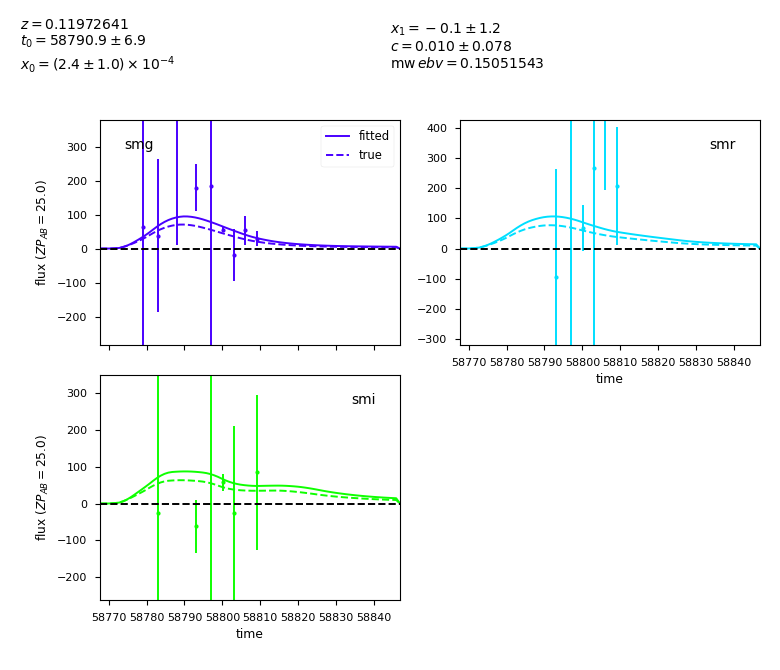 z = 0.11972641
t₀ = 58790.9 ± 6.9
x₀ = (2.4 ± 1.0) × 10⁻⁴
x₁ = −0.1 ± 1.2
c = 0.010 ± 0.078
mw ebv = 0.15051543
smg
fitted
true
300
200
100
0
−100
−200
flux (ZP_AB = 25.0)
smr
400
300
200
100
0
−100
−200
−300
58770 58780 58790 58800 58810 58820 58830 58840
time
smi
300
200
100
0
−100
−200
flux (ZP_AB = 25.0)
58770 58780 58790 58800 58810 58820 58830 58840
time